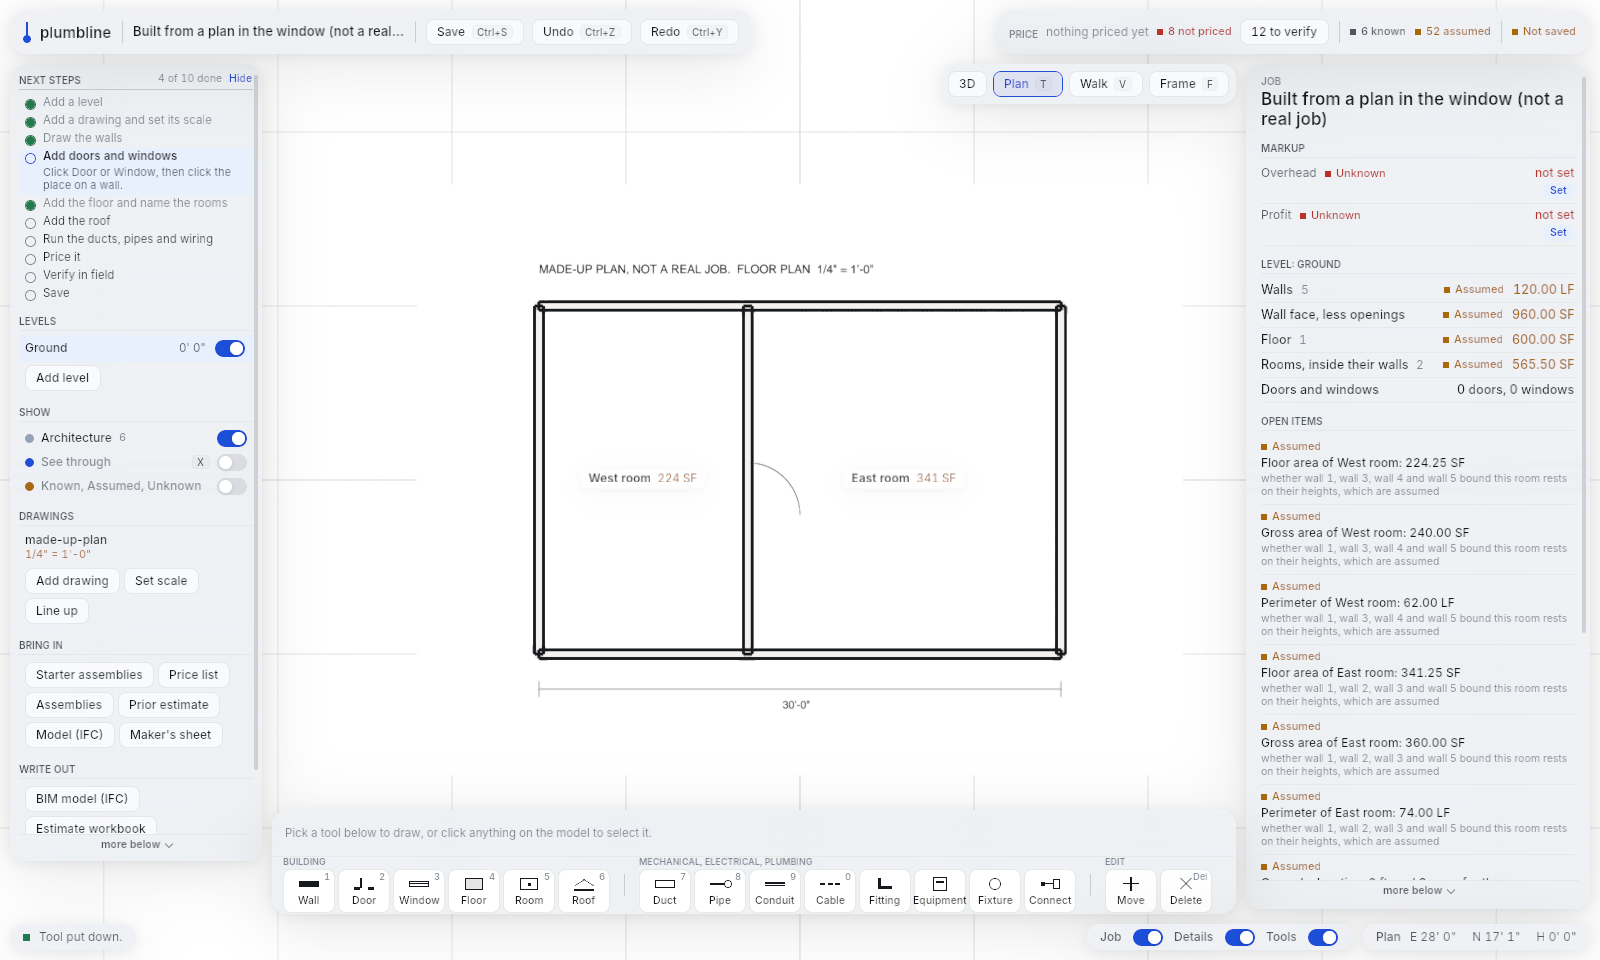 plumbline
Built from a plan in the window (not a real...
Save Ctrl+S
Undo Ctrl+Z
Redo Ctrl+Y
PRICE nothing priced yet 8 not priced 12 to verify 6 known 52 assumed Not saved
3D
Plan T
Walk V
Frame F
NEXT STEPS 4 of 10 done Hide
Add a level
Add a drawing and set its scale
Draw the walls
Add doors and windows
Click Door or Window, then click the
place on a wall.
Add the floor and name the rooms
Add the roof
Run the ducts, pipes and wiring
Price it
Verify in field
Save
LEVELS
Ground 0' 0"
Add level
SHOW
Architecture 6
See through X
Known, Assumed, Unknown
DRAWINGS
made-up-plan
1/4" = 1'-0"
Add drawing Set scale
Line up
BRING IN
Starter assemblies Price list
Assemblies Prior estimate
Model (IFC) Maker's sheet
WRITE OUT
BIM model (IFC)
Estimate workbook
more below
Tool put down.
MADE-UP PLAN, NOT A REAL JOB. FLOOR PLAN 1/4" = 1'-0"
West room 224 SF
East room 341 SF
30'-0"
Pick a tool below to draw, or click anything on the model to select it.
BUILDING
Wall 1
Door 2
Window 3
Floor 4
Room 5
Roof 6
MECHANICAL, ELECTRICAL, PLUMBING
Duct 7
Pipe 8
Conduit 9
Cable 0
Fitting
Equipment
Fixture
Connect
EDIT
Move
Delete Del
JOB
Built from a plan in the window (not a
real job)
MARKUP
Overhead Unknown not set
Set
Profit Unknown not set
Set
LEVEL: GROUND
Walls 5 Assumed 120.00 LF
Wall face, less openings Assumed 960.00 SF
Floor 1 Assumed 600.00 SF
Rooms, inside their walls 2 Assumed 565.50 SF
Doors and windows 0 doors, 0 windows
OPEN ITEMS
Assumed
Floor area of West room: 224.25 SF
whether wall 1, wall 3, wall 4 and wall 5 bound this room rests
on their heights, which are assumed
Assumed
Gross area of West room: 240.00 SF
whether wall 1, wall 3, wall 4 and wall 5 bound this room rests
on their heights, which are assumed
Assumed
Perimeter of West room: 62.00 LF
whether wall 1, wall 3, wall 4 and wall 5 bound this room rests
on their heights, which are assumed
Assumed
Floor area of East room: 341.25 SF
whether wall 1, wall 2, wall 3 and wall 5 bound this room rests
on their heights, which are assumed
Assumed
Gross area of East room: 360.00 SF
whether wall 1, wall 2, wall 3 and wall 5 bound this room rests
on their heights, which are assumed
Assumed
Perimeter of East room: 74.00 LF
whether wall 1, wall 2, wall 3 and wall 5 bound this room rests
on their heights, which are assumed
Assumed
more below
Job Details Tools
Plan E 28' 0" N 17' 1" H 0' 0"